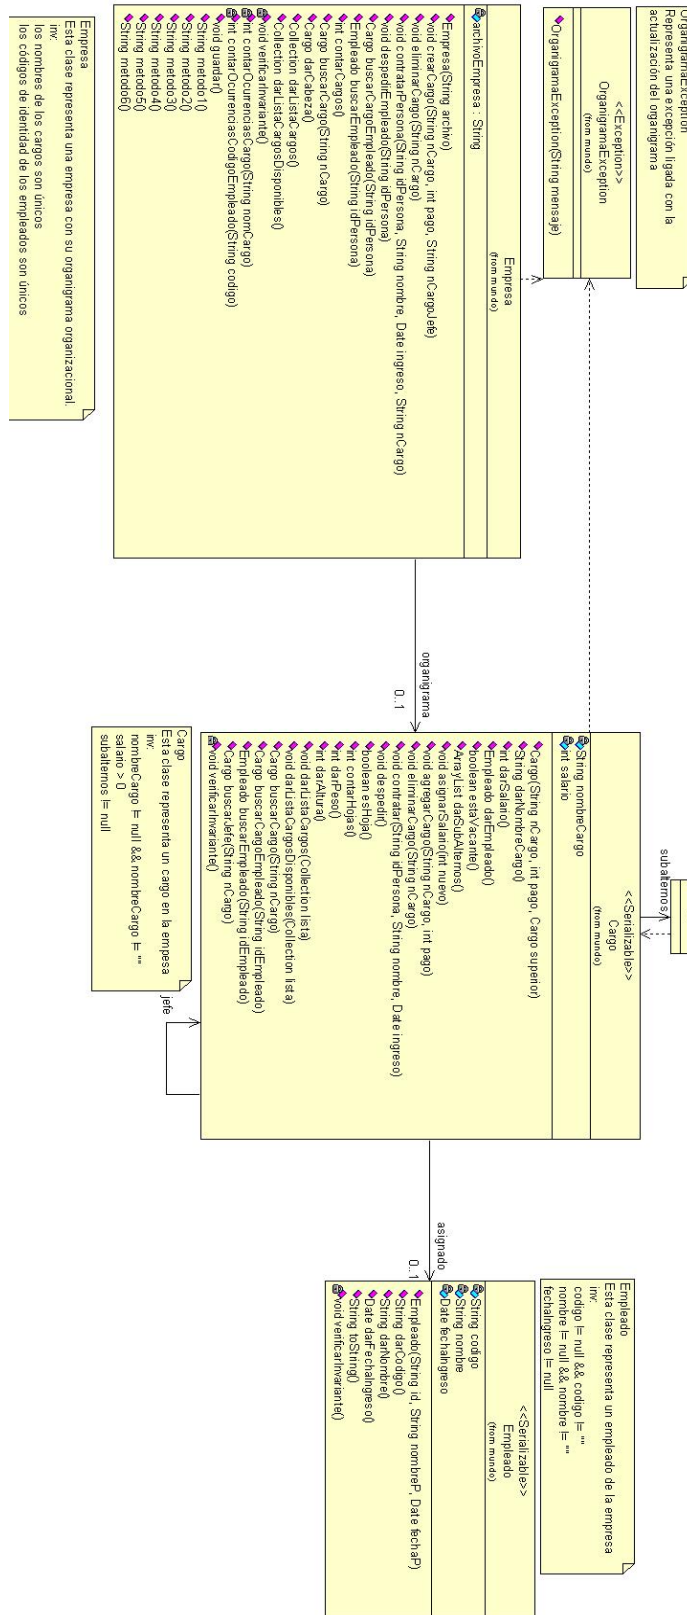 OrganigramaException
Representa una excepción ligada con la
actualización del organigrama
<<Exception>>
OrganigramaException
(from mundo)
OrganigramaException(String mensaje)
Empresa
(from mundo)
archivoEmpresa : String
Empresa(String archivo)
void crearCargo(String nCargo, int pago, String nCargoJefe)
void eliminarCargo(String nCargo)
void contratarPersona(String idPersona, String nombre, Date ingreso, String nCargo)
void despedirEmpleado(String idPersona)
Cargo buscarCargoEmpleado(String idPersona)
Empleado buscarEmpleado(String idPersona)
int contarCargos()
Cargo buscarCargo(String nCargo)
Cargo darCabeza()
Collection darListaCargos()
Collection darListaCargosDisponibles()
void verificarInvariante()
int contarOcurrenciasCargo(String nomCargo)
int contarOcurrenciasCodigoEmpleado(String codigo)
void guardar()
String metodo1()
String metodo2()
String metodo3()
String metodo4()
String metodo5()
String metodo6()
Empresa
Esta clase representa una empresa con su organigrama organizacional.
inv:
los nombres de los cargos son únicos
los códigos de identidad de los empleados son únicos
organigrama
0..1
subalternos
<<Serializable>>
Cargo
(from mundo)
String nombreCargo
int salario
Cargo(String nCargo, int pago, Cargo superior)
String darNombreCargo()
int darSalario()
Empleado darEmpleado()
boolean estaVacante()
ArrayList darSubAlternos()
void asignarSalario(int nuevo)
void agregarCargo(String nCargo, int pago)
void eliminarCargo(String nCargo)
void contratar(String idPersona, String nombre, Date ingreso)
void despedir()
boolean esHoja()
int contarHojas()
int darPeso()
int darAltura()
void darListaCargos(Collection lista)
void darListaCargosDisponibles(Collection lista)
Cargo buscarCargo(String nCargo)
Cargo buscarCargoEmpleado(String idEmpleado)
Empleado buscarEmpleado(String idEmpleado)
Cargo buscarJefe(String nCargo)
void verificarInvariante()
Cargo
Esta clase representa un cargo en la empesa
inv:
nombreCargo != null && nombreCargo != ""
salario > 0
subalternos != null
jefe
asignado
0..1
Empleado
Esta clase representa un empleado de la empresa
inv:
codigo != null && codigo != ""
nombre != null && nombre != ""
fechaIngreso != null
<<Serializable>>
Empleado
(from mundo)
String codigo
String nombre
Date fechaIngreso
Empleado(String id, String nombreP, Date fechaP)
String darCodigo()
String darNombre()
Date darFechaIngreso()
String toString()
void verificarInvariante()